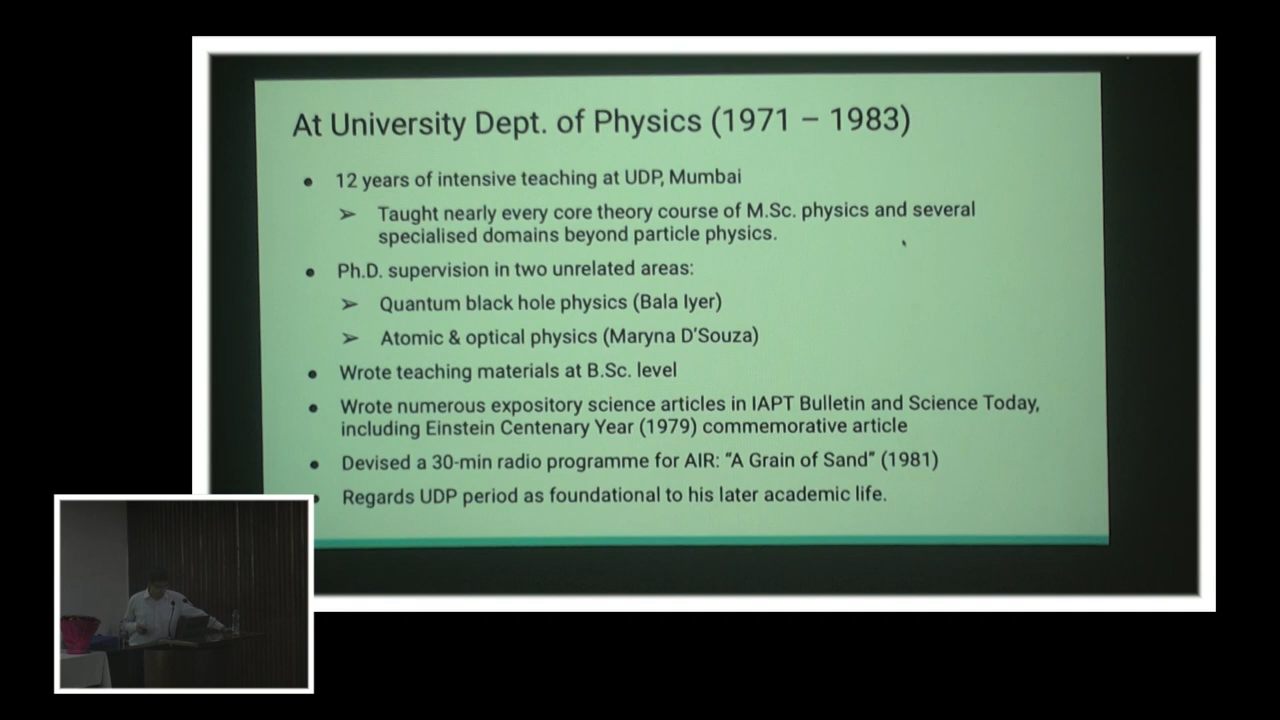 At University Dept. of Physics (1971 – 1983)
● 12 years of intensive teaching at UDP, Mumbai
➢ Taught nearly every core theory course of M.Sc. physics and several
specialised domains beyond particle physics.
● Ph.D. supervision in two unrelated areas:
➢ Quantum black hole physics (Bala Iyer)
➢ Atomic & optical physics (Maryna D'Souza)
● Wrote teaching materials at B.Sc. level
● Wrote numerous expository science articles in IAPT Bulletin and Science Today,
including Einstein Centenary Year (1979) commemorative article
● Devised a 30-min radio programme for AIR: “A Grain of Sand” (1981)
● Regards UDP period as foundational to his later academic life.